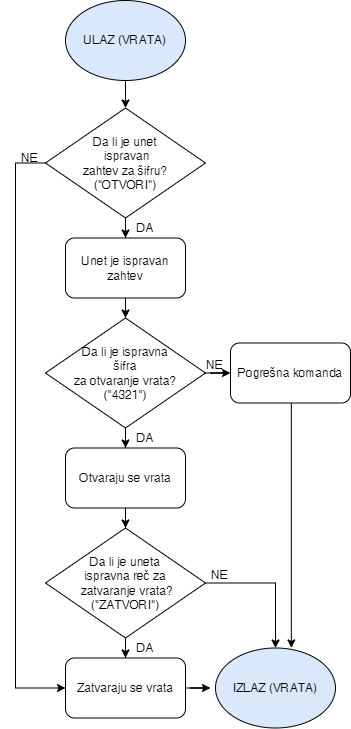 ULAZ (VRATA)
Da li je unet
ispravan
zahtev za šifru?
("OTVORI")
NE
DA
Unet je ispravan
zahtev
Da li je ispravna
šifra
za otvaranje vrata?
("4321")
NE
Pogrešna komanda
DA
Otvaraju se vrata
Da li je uneta
ispravna reč za
zatvaranje vrata?
("ZATVORI")
NE
DA
Zatvaraju se vrata
IZLAZ (VRATA)